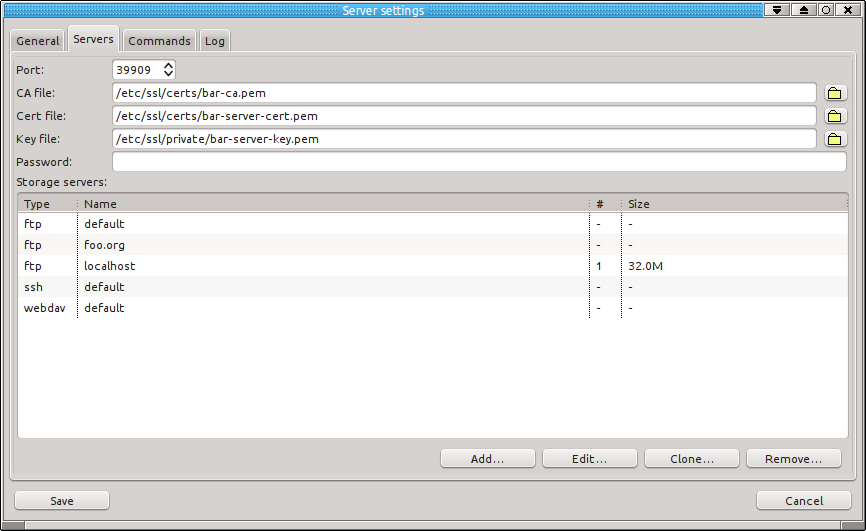 Server settings
General Servers Commands Log
Port: 39909
CA file: /etc/ssl/certs/bar-ca.pem
Cert file: /etc/ssl/certs/bar-server-cert.pem
Key file: /etc/ssl/private/bar-server-key.pem
Password:
Storage servers:
Type Name # Size
ftp default - -
ftp foo.org - -
ftp localhost 1 32.0M
ssh default - -
webdav default - -
Add... Edit... Clone... Remove...
Save Cancel